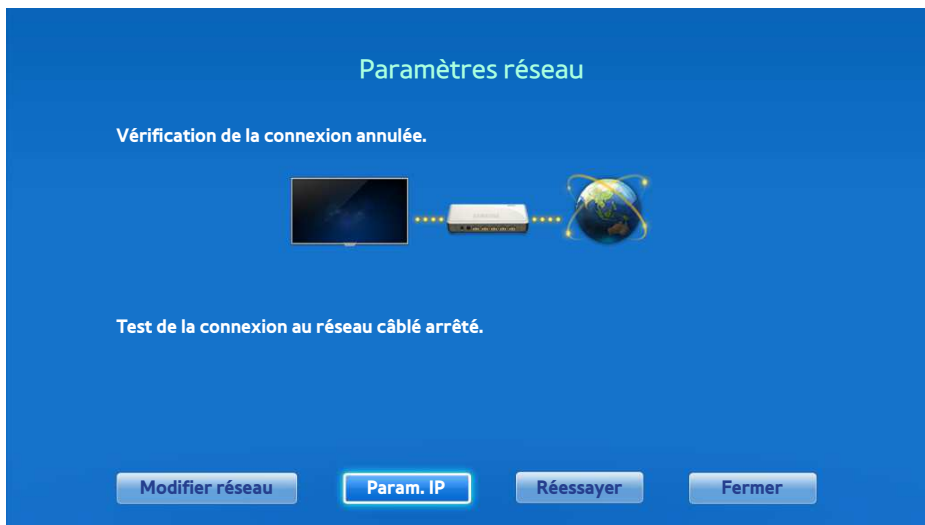 Paramètres réseau
Vérification de la connexion annulée.
Test de la connexion au réseau câblé arrêté.
Modifier réseau
Param. IP
Réessayer
Fermer